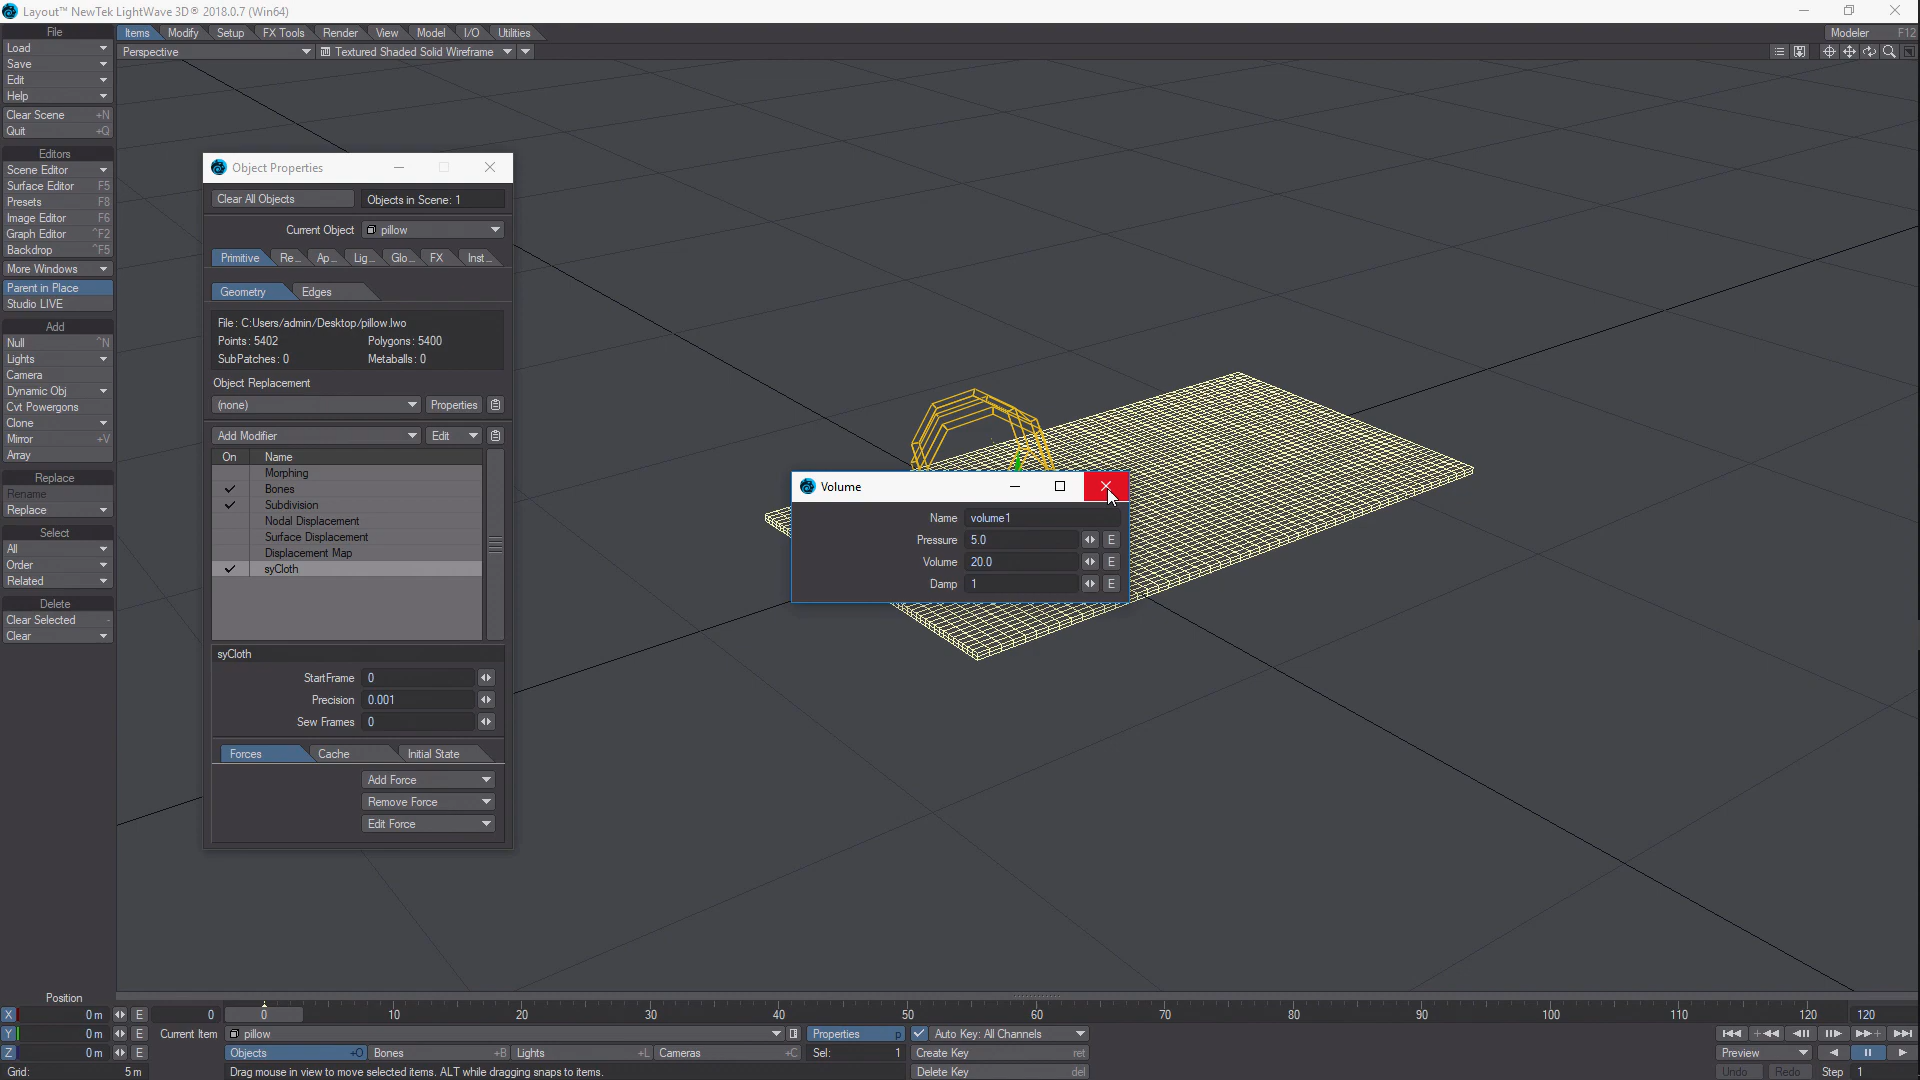 Layout™ NewTek LightWave 3D® 2018.0.7 (Win64)
File
Items Modify Setup FX Tools Render View Model I/O Utilities
Modeler F12
Load
Perspective
Textured Shaded Solid Wireframe
Save
Edit
Help
Clear Scene +N
Quit +Q
Editors
Scene Editor
Surface Editor F5
Presets F8
Image Editor F6
Graph Editor ^F2
Backdrop ^F5
More Windows
Parent in Place
Studio LIVE
Add
Null ^N
Lights
Camera
Dynamic Obj
Cvt Powergons
Clone
Mirror +V
Array
Replace
Rename
Replace
Select
All
Order
Related
Delete
Clear Selected -
Clear
Object Properties
Clear All Objects
Objects in Scene: 1
Current Object pillow
Primitive Re... Ap... Lig... Glo... FX Inst...
Geometry Edges
File: C:Users/admin/Desktop/pillow.lwo
Points: 5402 Polygons: 5400
SubPatches: 0 Metaballs: 0
Object Replacement
(none) Properties
Add Modifier Edit
On Name
Morphing
Bones
Subdivision
Nodal Displacement
Surface Displacement
Displacement Map
syCloth
syCloth
StartFrame 0
Precision 0.001
Sew Frames 0
Forces Cache Initial State
Add Force
Remove Force
Edit Force
Volume
Name volume1
Pressure 5.0 E
Volume 20.0 E
Damp 1 E
Position
X 0 m E 0 0 10 20 30 40 50 60 70 80 90 100 110 120 120
Y 0 m E Current Item pillow Properties p Auto Key: All Channels
Z 0 m E Objects +O Bones +B Lights +L Cameras +C Sel: 1 Create Key ret Preview
Grid: 5 m Drag mouse in view to move selected items. ALT while dragging snaps to items. Delete Key del Undo Redo Step 1